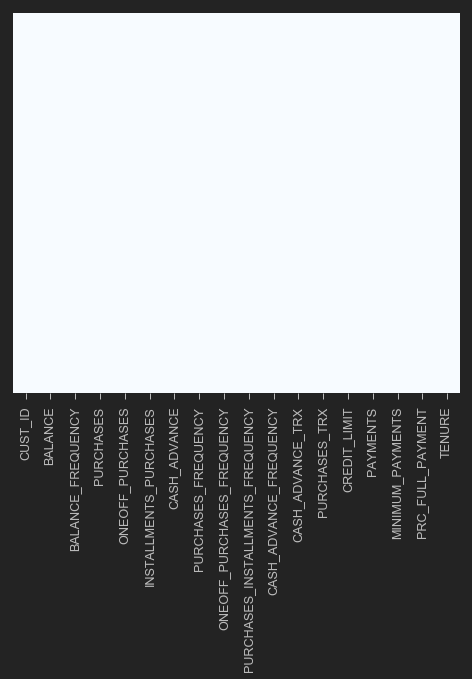 CUST_ID
BALANCE
BALANCE_FREQUENCY
PURCHASES
ONEOFF_PURCHASES
INSTALLMENTS_PURCHASES
CASH_ADVANCE
PURCHASES_FREQUENCY
ONEOFF_PURCHASES_FREQUENCY
PURCHASES_INSTALLMENTS_FREQUENCY
CASH_ADVANCE_FREQUENCY
CASH_ADVANCE_TRX
PURCHASES_TRX
CREDIT_LIMIT
PAYMENTS
MINIMUM_PAYMENTS
PRC_FULL_PAYMENT
TENURE